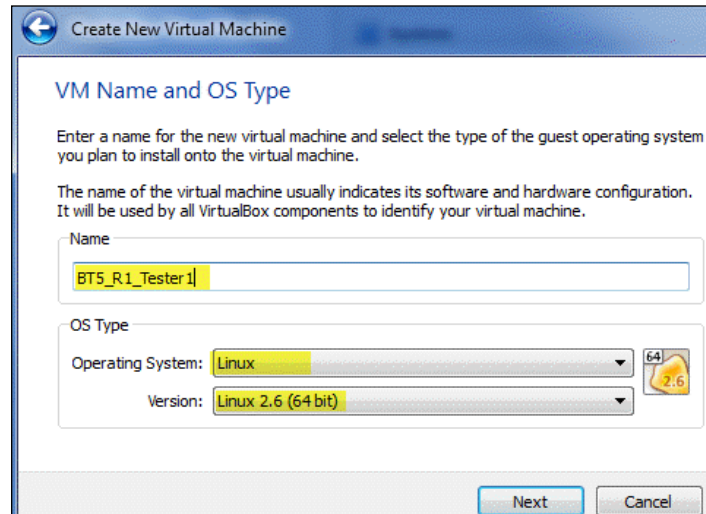 Create New Virtual Machine
VM Name and OS Type
Enter a name for the new virtual machine and select the type of the guest operating system
you plan to install onto the virtual machine.
The name of the virtual machine usually indicates its software and hardware configuration.
It will be used by all VirtualBox components to identify your virtual machine.
Name
BT5_R1_Tester1
OS Type
Operating System: Linux
64
2.6
Version: Linux 2.6 (64 bit)
Next Cancel